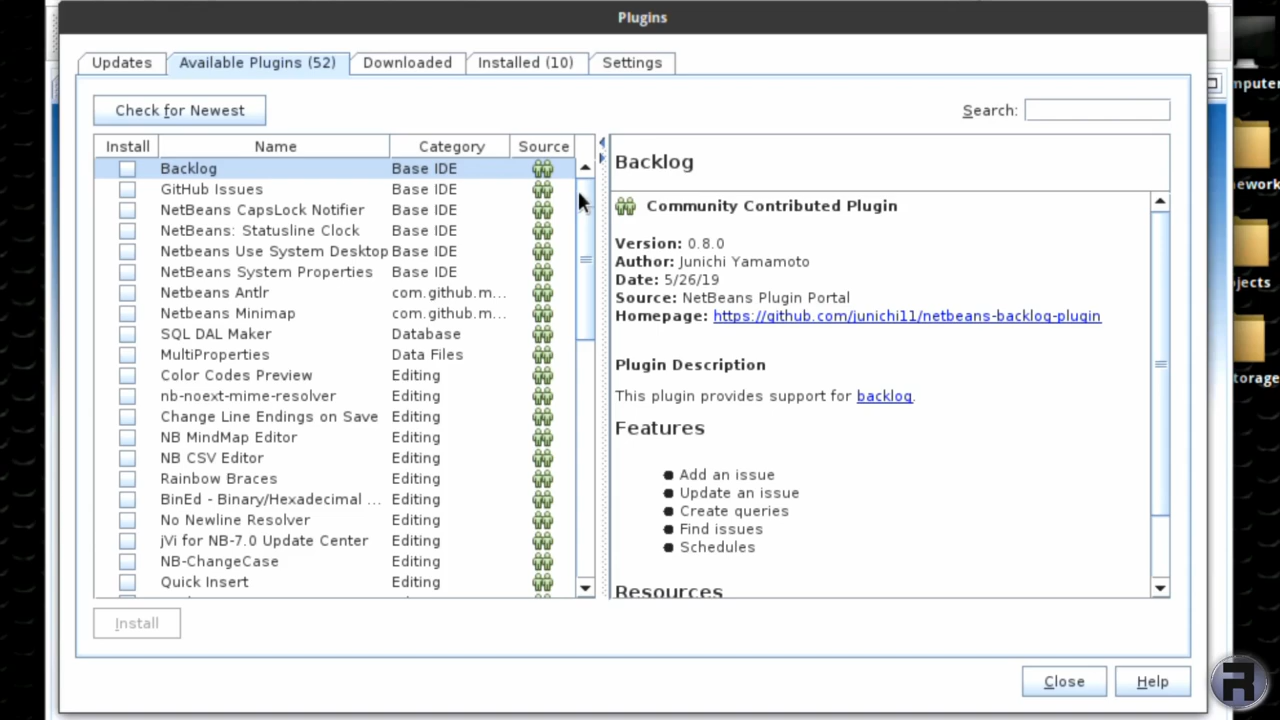 Plugins
Updates
Available Plugins (52)
Downloaded
Installed (10)
Settings
Check for Newest
Search:
Install Name Category Source
Backlog Base IDE
GitHub Issues Base IDE
NetBeans CapsLock Notifier Base IDE
NetBeans: Statusline Clock Base IDE
Netbeans Use System Desktop Base IDE
NetBeans System Properties Base IDE
Netbeans Antlr com.github.m...
Netbeans Minimap com.github.m...
SQL DAL Maker Database
MultiProperties Data Files
Color Codes Preview Editing
nb-noext-mime-resolver Editing
Change Line Endings on Save Editing
NB MindMap Editor Editing
NB CSV Editor Editing
Rainbow Braces Editing
BinEd - Binary/Hexadecimal ... Editing
No Newline Resolver Editing
jVi for NB-7.0 Update Center Editing
NB-ChangeCase Editing
Quick Insert Editing
Install
Backlog
Community Contributed Plugin
Version: 0.8.0
Author: Junichi Yamamoto
Date: 5/26/19
Source: NetBeans Plugin Portal
Homepage: https://github.com/junichi11/netbeans-backlog-plugin
Plugin Description
This plugin provides support for backlog.
Features
Add an issue
Update an issue
Create queries
Find issues
Schedules
Resources
Close
Help
mputer
ework
jects
torage